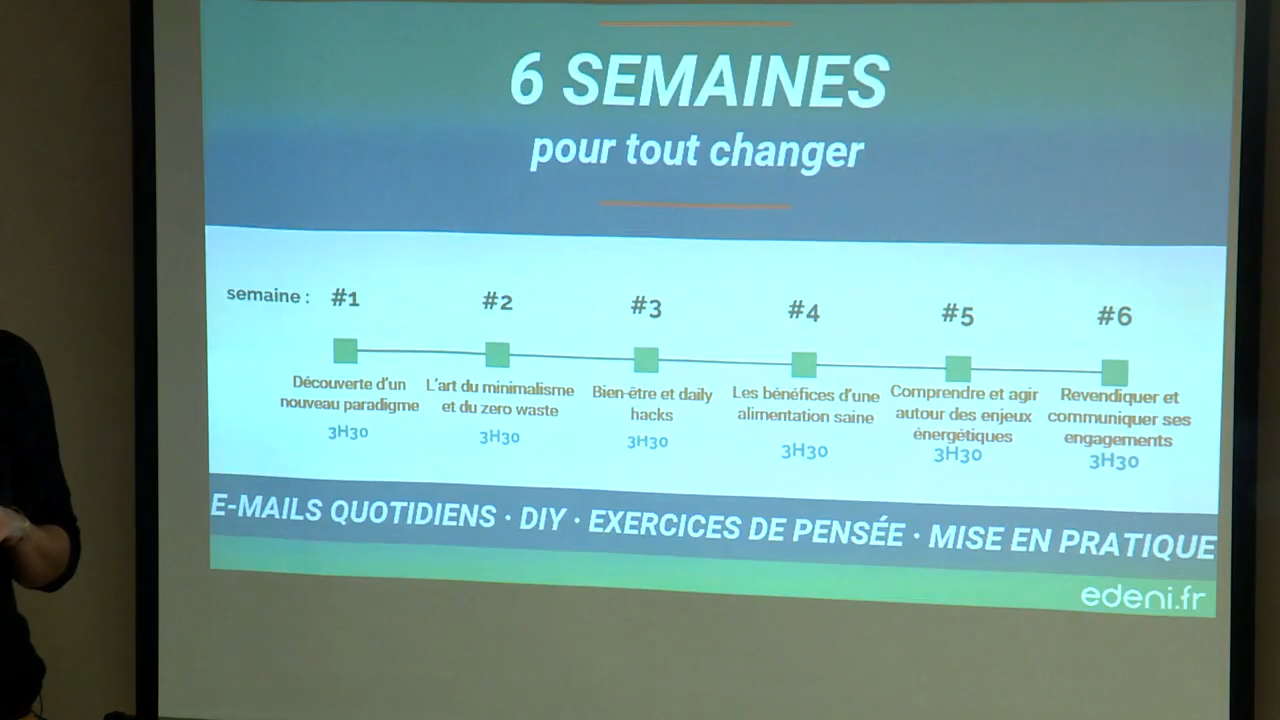 6 SEMAINES
pour tout changer
semaine : #1 #2 #3 #4 #5 #6
Découverte d'un
nouveau paradigme
3H30
L'art du minimalisme
et du zero waste
3H30
Bien-être et daily
hacks
3H30
Les bénéfices d'une
alimentation saine
3H30
Comprendre et agir
autour des enjeux
énergétiques
3H30
Revendiquer et
communiquer ses
engagements
3H30
E-MAILS QUOTIDIENS · DIY · EXERCICES DE PENSÉE · MISE EN PRATIQUE
edeni.fr